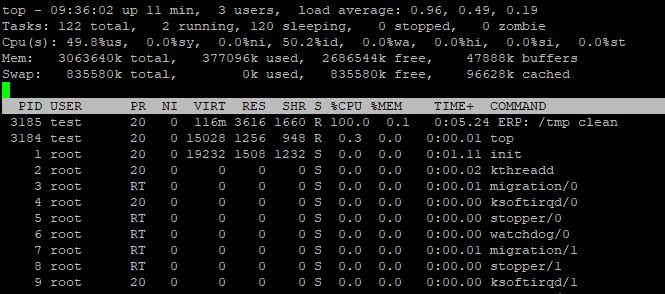 top - 09:36:02 up 11 min,  3 users,  load average: 0.96, 0.49, 0.19
Tasks: 122 total,   2 running, 120 sleeping,   0 stopped,   0 zombie
Cpu(s): 49.8%us,  0.0%sy,  0.0%ni, 50.2%id,  0.0%wa,  0.0%hi,  0.0%si,  0.0%st
Mem:   3063640k total,   377096k used,  2686544k free,    47888k buffers
Swap:   835580k total,        0k used,   835580k free,    96628k cached
PID USER      PR  NI  VIRT  RES  SHR S %CPU %MEM    TIME+  COMMAND
3185 test      20   0  116m 3616 1660 R 100.0  0.1   0:05.24 ERP: /tmp clean
3184 test      20   0 15028 1256  948 R  0.3  0.0   0:00.01 top
1 root      20   0 19232 1508 1232 S  0.0  0.0   0:01.11 init
2 root      20   0     0    0    0 S  0.0  0.0   0:00.02 kthreadd
3 root      RT   0     0    0    0 S  0.0  0.0   0:00.01 migration/0
4 root      20   0     0    0    0 S  0.0  0.0   0:00.00 ksoftirqd/0
5 root      RT   0     0    0    0 S  0.0  0.0   0:00.00 stopper/0
6 root      RT   0     0    0    0 S  0.0  0.0   0:00.00 watchdog/0
7 root      RT   0     0    0    0 S  0.0  0.0   0:00.01 migration/1
8 root      RT   0     0    0    0 S  0.0  0.0   0:00.00 stopper/1
9 root      20   0     0    0    0 S  0.0  0.0   0:00.00 ksoftirqd/1